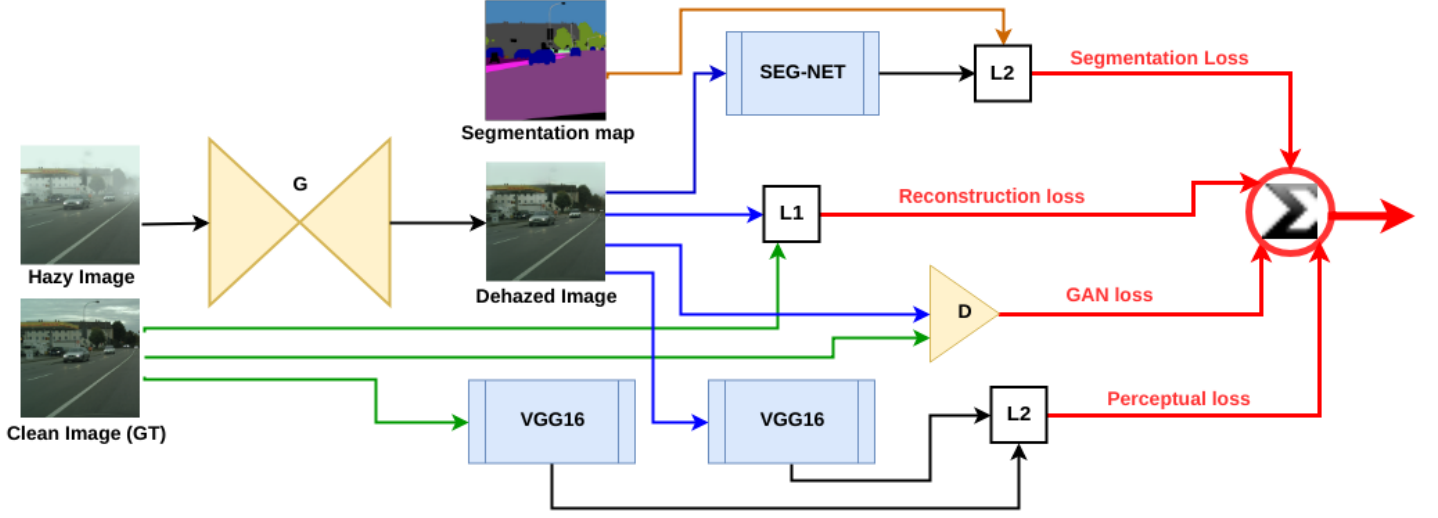 SEG-NET
L2
Segmentation Loss
Segmentation map
G
Hazy Image
Dehazed Image
L1
Reconstruction loss
Σ
D
GAN loss
Clean Image (GT)
VGG16
VGG16
L2
Perceptual loss